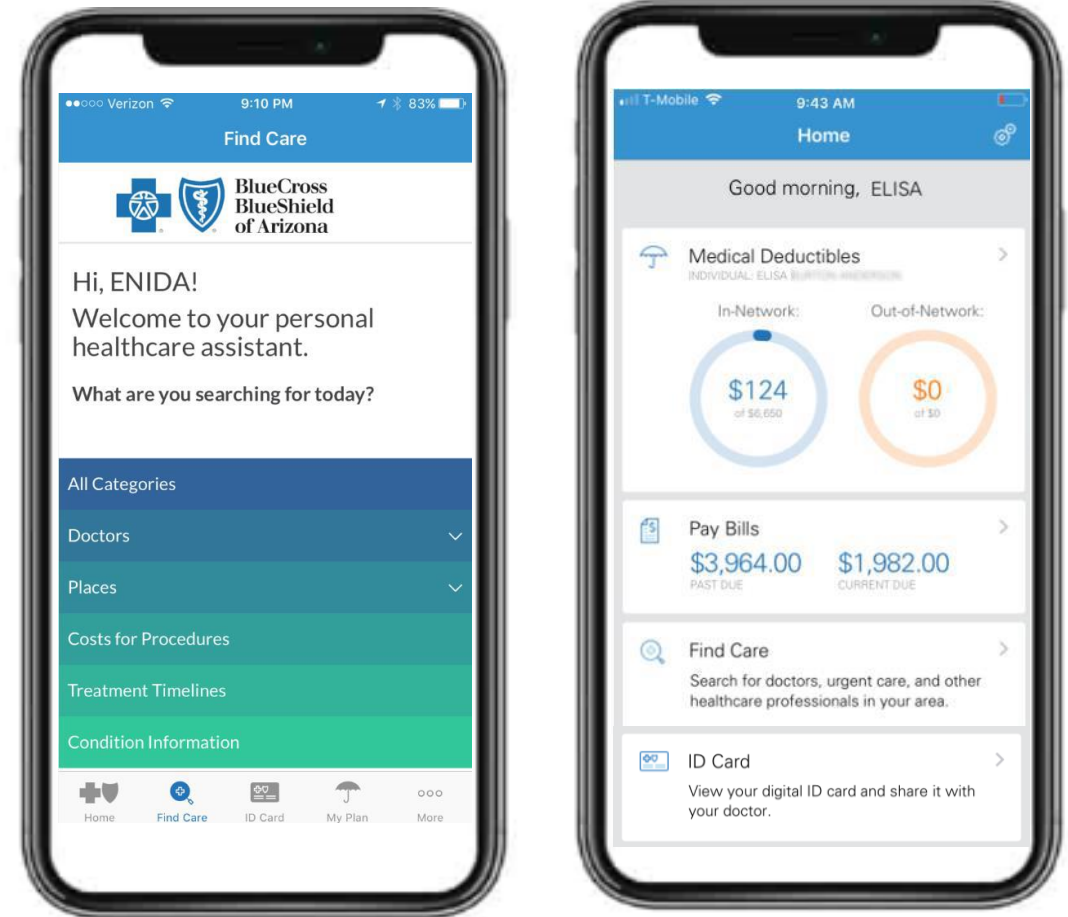 Verizon 9:10 PM 83%
Find Care
BlueCross
BlueShield
of Arizona
Hi, ENIDA!
Welcome to your personal
healthcare assistant.
What are you searching for today?
All Categories
Doctors
Places
Costs for Procedures
Treatment Timelines
Condition Information
Home Find Care ID Card My Plan More
T-Mobile 9:43 AM
Home
Good morning, ELISA
Medical Deductibles
INDIVIDUAL: ELISA
In-Network: Out-of-Network:
$124 $0
of $6,650 of $0
Pay Bills
$3,964.00 $1,982.00
PAST DUE CURRENT DUE
Find Care
Search for doctors, urgent care, and other
healthcare professionals in your area.
ID Card
View your digital ID card and share it with
your doctor.